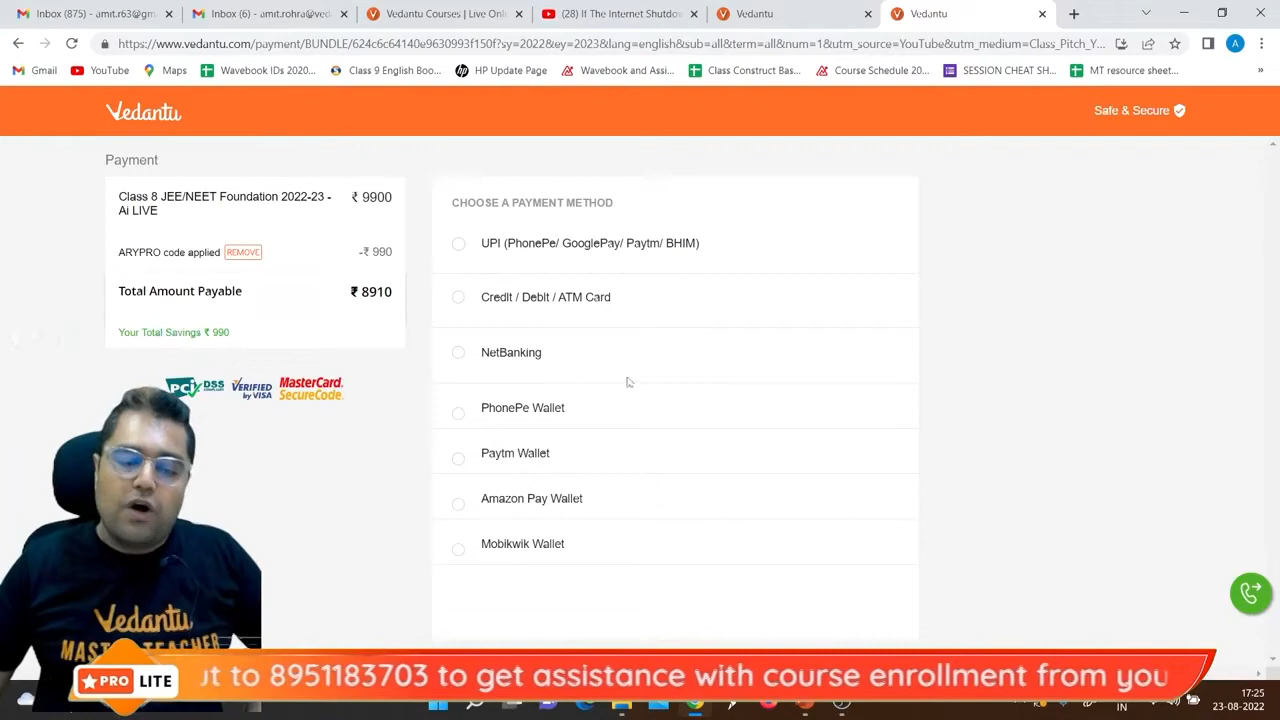 Inbox (875) - amit.r63@gm
Inbox (6) - amit.rohra@ved
Vedantu Courses | Live Onli
(28) If The Internet Shutdow
Vedantu
Vedantu
https://www.vedantu.com/payment/BUNDLE/624c6c64140e9630993f150f?sy=2022&ey=2023&lang=english&sub=all&term=all&num=1&utm_source=YouTube&utm_medium=Class_Pitch_Y...
A
Gmail
YouTube
Maps
Wavebook IDs 2020...
Class 9 English Boo...
HP Update Page
Wavebook and Assi...
Class Construct Bas...
Course Schedule 20...
SESSION CHEAT SH...
MT resource sheet...
»
Vedantu
Safe & Secure
Payment
Class 8 JEE/NEET Foundation 2022-23 - ₹ 9900
Ai LIVE
ARYPRO code applied REMOVE -₹ 990
Total Amount Payable ₹ 8910
Your Total Savings ₹ 990
PCI DSS COMPLIANT
VERIFIED by VISA
MasterCard. SecureCode.
CHOOSE A PAYMENT METHOD
UPI (PhonePe/ GooglePay/ Paytm/ BHIM)
Credit / Debit / ATM Card
NetBanking
PhonePe Wallet
Paytm Wallet
Amazon Pay Wallet
Mobikwik Wallet
Vedantu
MASTER TEACHER
PRO LITE
ut to 8951183703 to get assistance with course enrollment from you
IN
17:25
23-08-2022